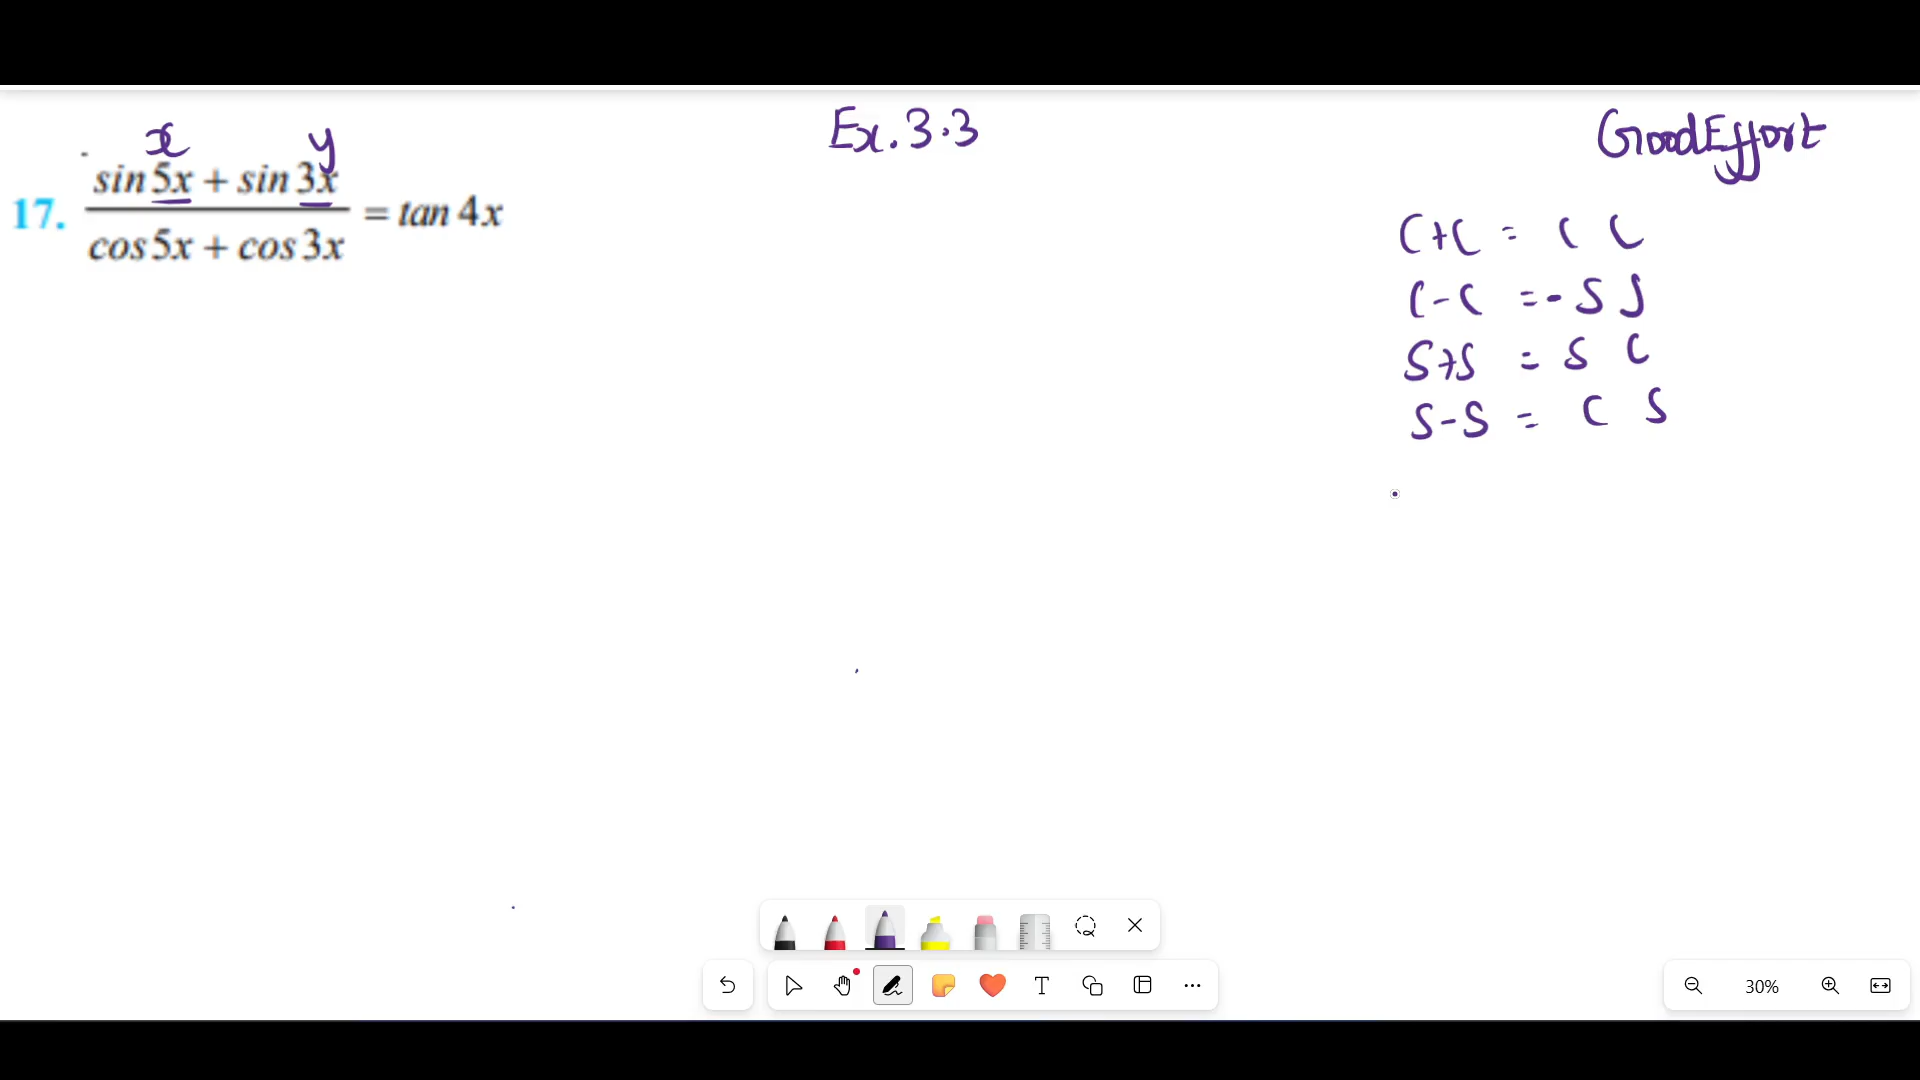 Ex. 3.3
GoodEffort
x y
17. sin 5x + sin 3x / cos 5x + cos 3x = tan 4x
C+C = C C
C-C = - S S
S+S = S C
S-S = C S
T
30%